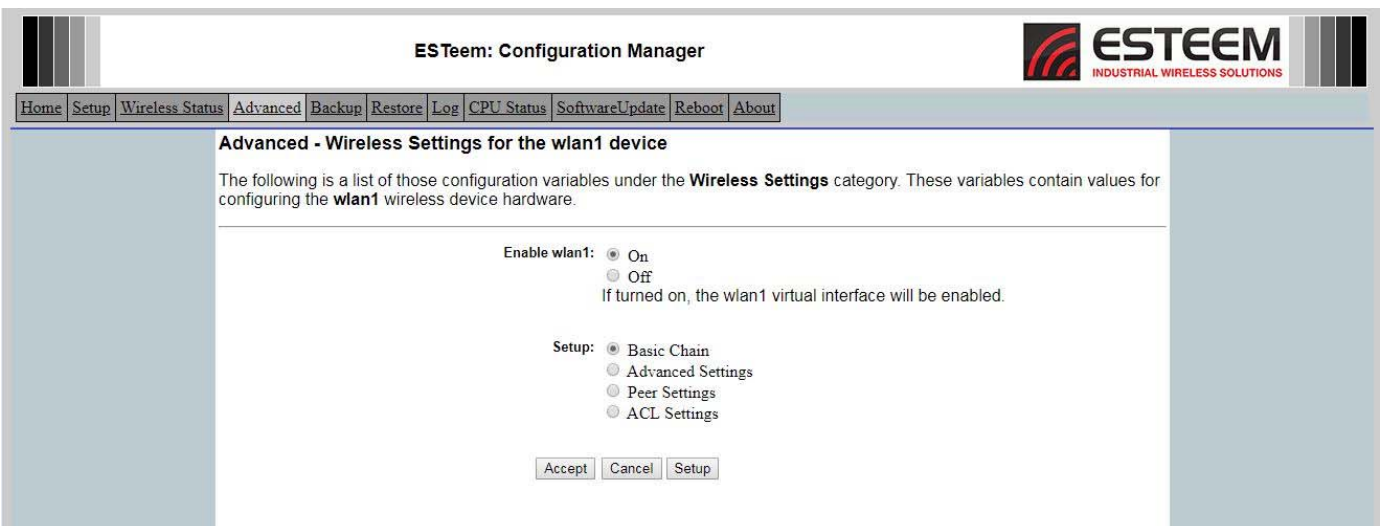 ESTeem: Configuration Manager
ESTEEM
INDUSTRIAL WIRELESS SOLUTIONS
Home Setup Wireless Status Advanced Backup Restore Log CPU Status SoftwareUpdate Reboot About
Advanced - Wireless Settings for the wlan1 device
The following is a list of those configuration variables under the Wireless Settings category. These variables contain values for
configuring the wlan1 wireless device hardware.
Enable wlan1: On
Off
If turned on, the wlan1 virtual interface will be enabled.
Setup: Basic Chain
Advanced Settings
Peer Settings
ACL Settings
Accept Cancel Setup